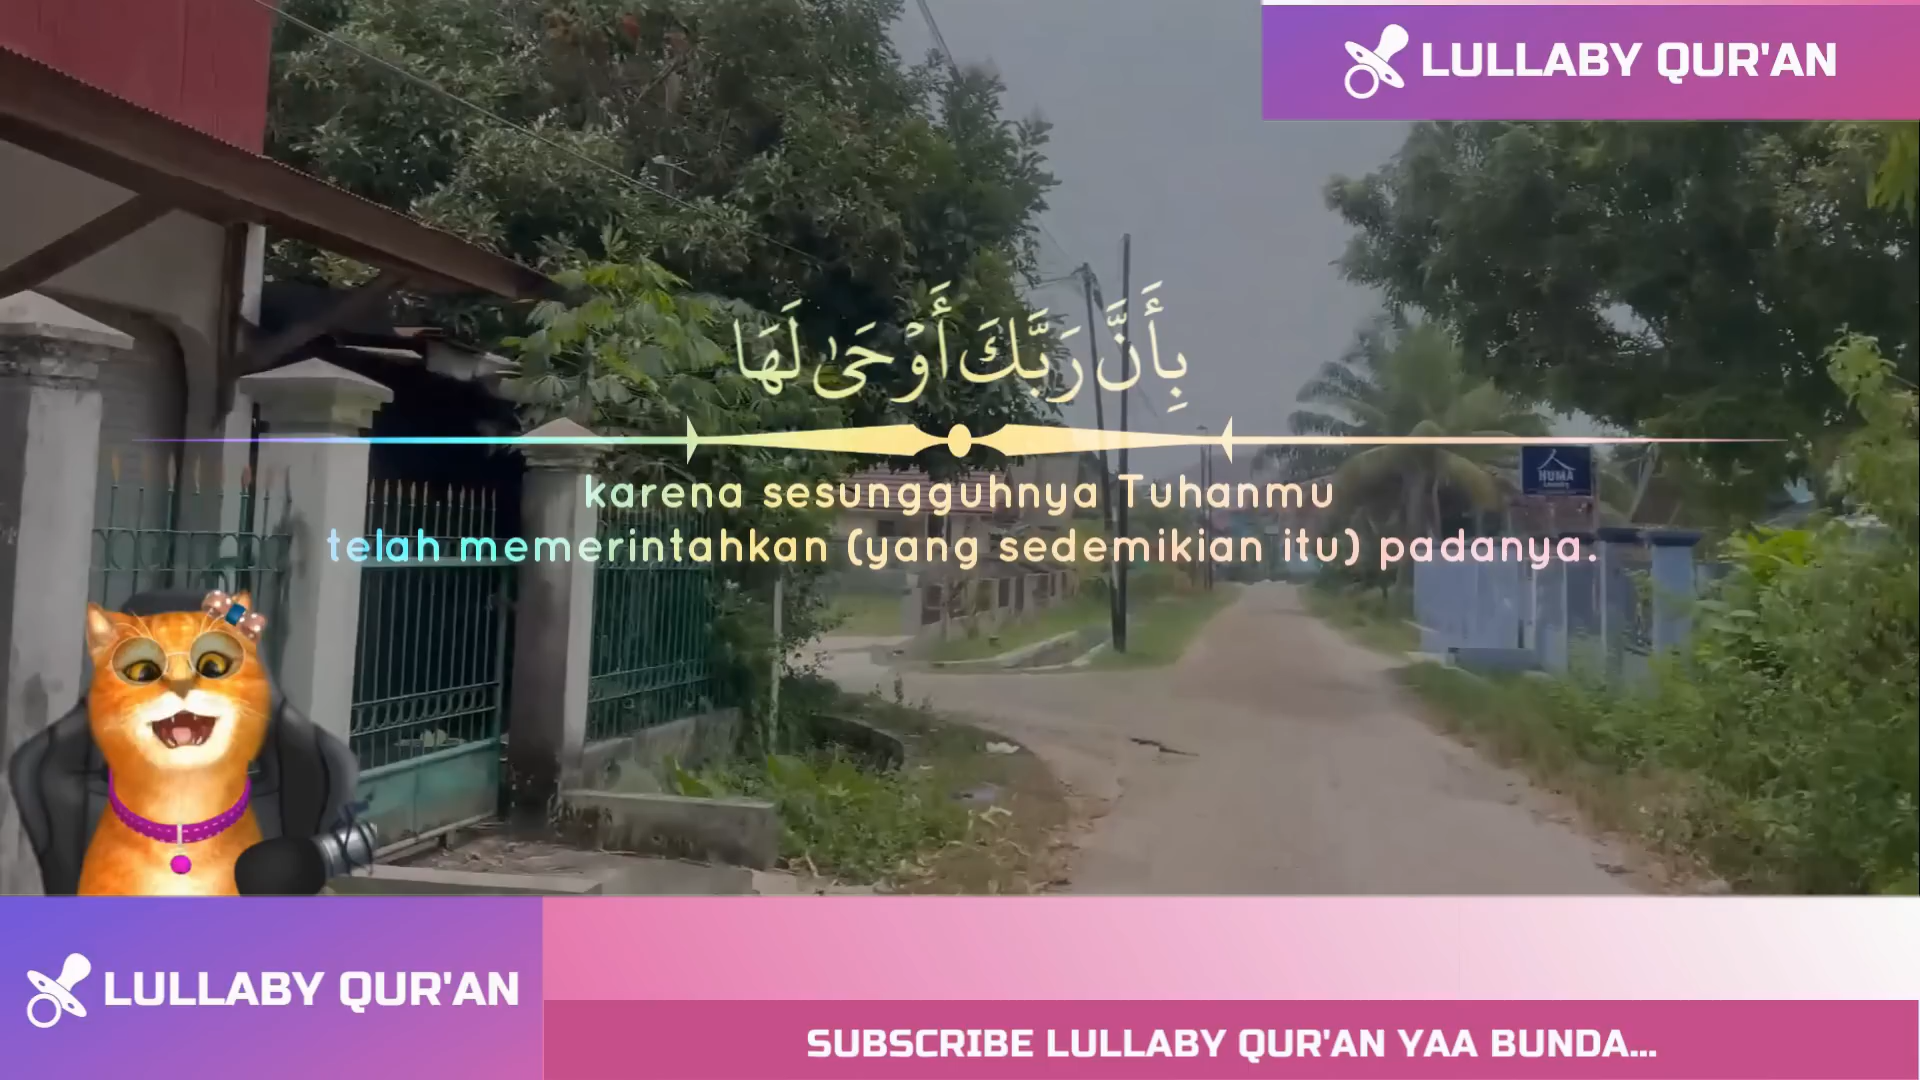 LULLABY QUR'AN
بِأَنَّ رَبَّكَ أَوْحَىٰ لَهَا
karena sesungguhnya Tuhanmu
telah memerintahkan (yang sedemikian itu) padanya.
HUMA
LULLABY QUR'AN
SUBSCRIBE LULLABY QUR'AN YAA BUNDA...